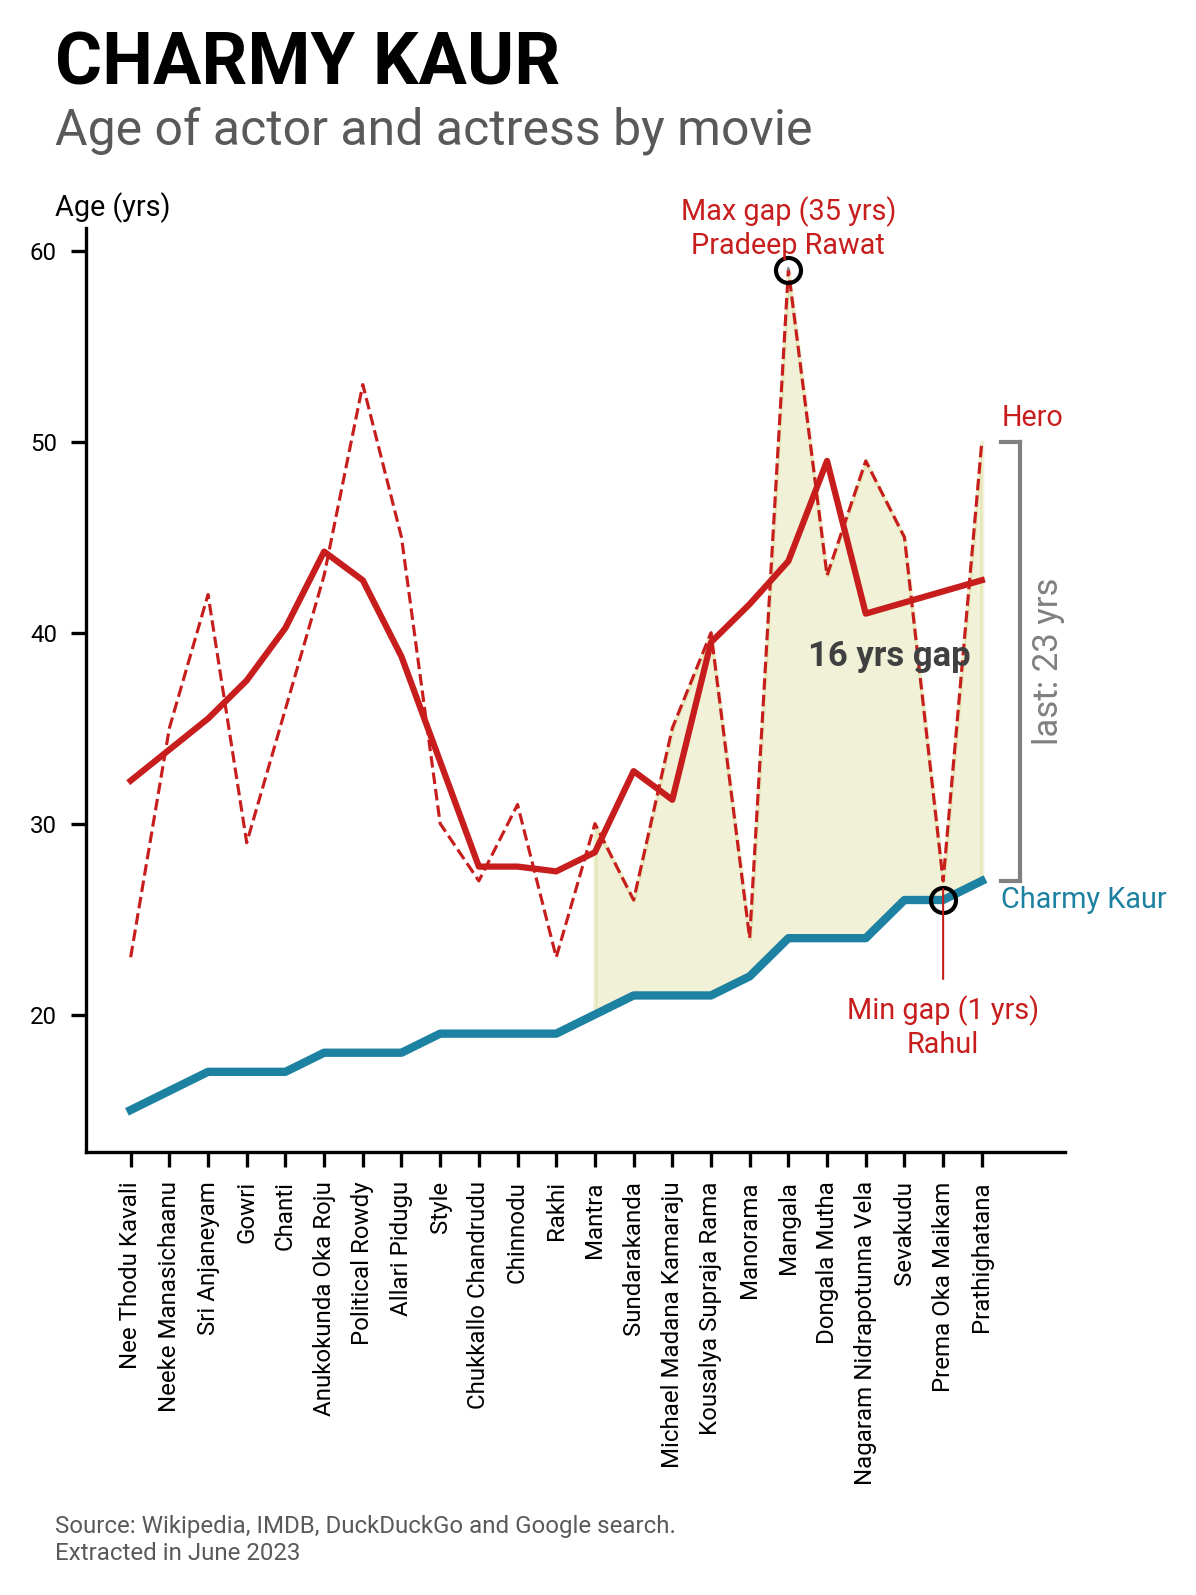 CHARMY KAUR
Age of actor and actress by movie
Age (yrs)
Max gap (35 yrs)
Pradeep Rawat
60
50
40
30
20
Hero
16 yrs gap
last: 23 yrs
Charmy Kaur
Min gap (1 yrs)
Rahul
Nee Thodu Kavali
Neeke Manasichaanu
Sri Anjaneyam
Gowri
Chanti
Anukokunda Oka Roju
Political Rowdy
Allari Pidugu
Style
Chukkallo Chandrudu
Chinnodu
Rakhi
Mantra
Sundarakanda
Michael Madana Kamaraju
Kousalya Supraja Rama
Manorama
Mangala
Dongala Mutha
Nagaram Nidrapotunna Vela
Sevakudu
Prema Oka Maikam
Prathighatana
Source: Wikipedia, IMDB, DuckDuckGo and Google search.
Extracted in June 2023